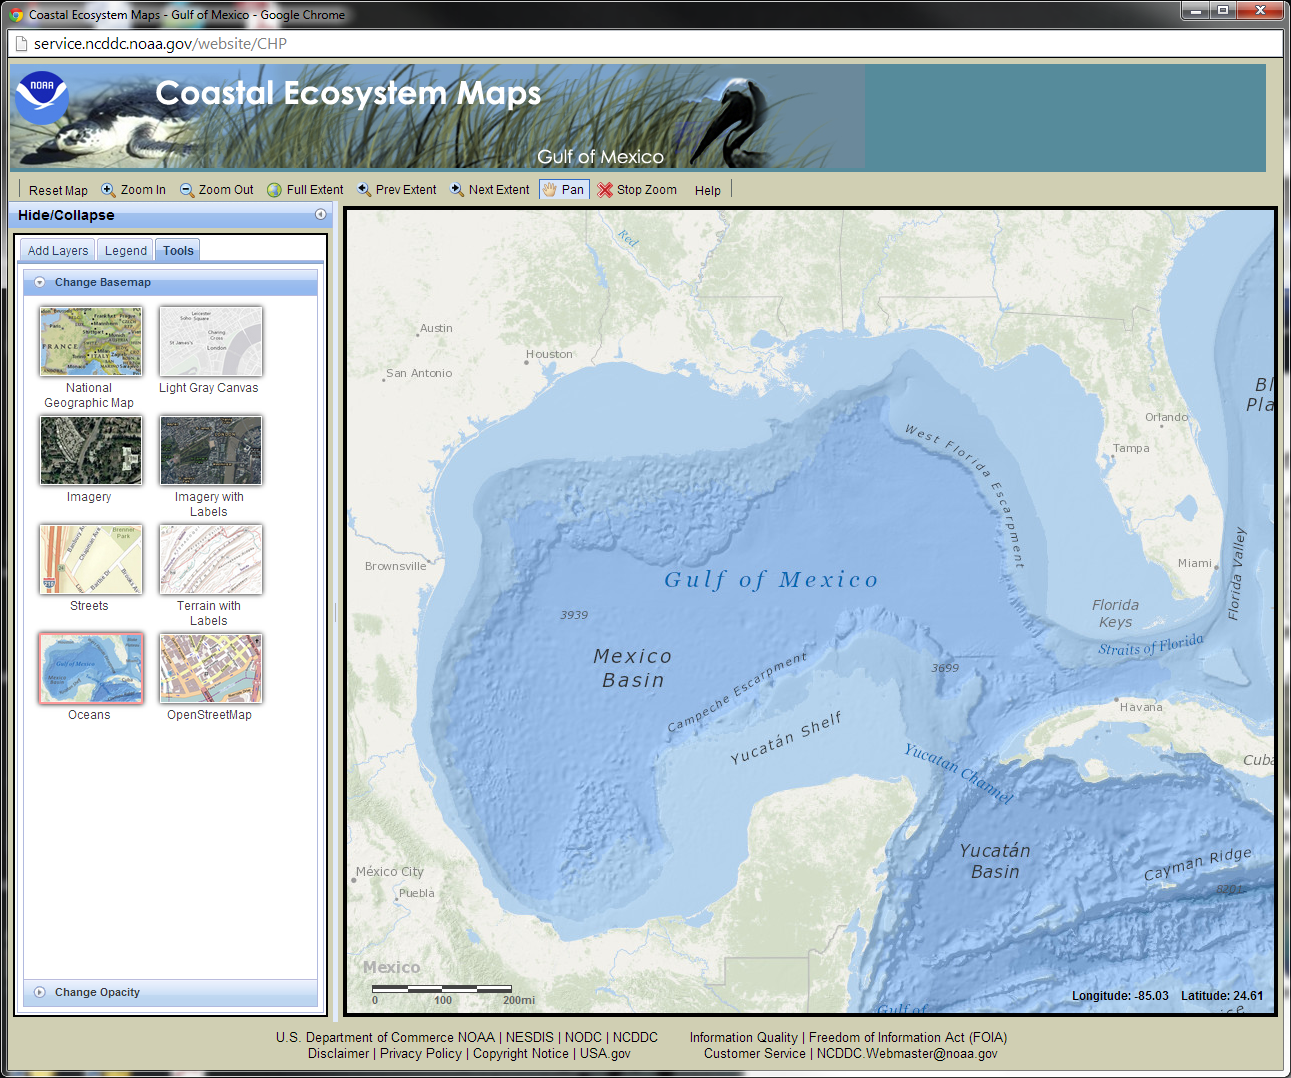 Coastal Ecosystem Maps - Gulf of Mexico - Google Chrome
service.ncddc.noaa.gov/website/CHP
NOAA
Coastal Ecosystem Maps
Gulf of Mexico
Reset Map Zoom In Zoom Out Full Extent Prev Extent Next Extent Pan Stop Zoom Help
Hide/Collapse
Add Layers Legend Tools
Change Basemap
National
Geographic Map
Light Gray Canvas
Imagery
Imagery with
Labels
Streets
Terrain with
Labels
Oceans
OpenStreetMap
Change Opacity
Red
Austin
Houston
San Antonio
Brownsville
Orlando
Tampa
Miami
West Florida Escarpment
Bl
Pla
Gulf of Mexico
3939
Mexico
Basin
Florida
Keys
Florida Valley
Straits of Florida
3699
Campeche Escarpment
Yucatán Shelf
Havana
Cuba
Yucatan Channel
Yucatán
Basin
Cayman Ridge
8201
México City
Puebla
Mexico
0 100 200mi
Gulf of
Longitude: -85.03 Latitude: 24.61
U.S. Department of Commerce NOAA | NESDIS | NODC | NCDDC
Disclaimer | Privacy Policy | Copyright Notice | USA.gov
Information Quality | Freedom of Information Act (FOIA)
Customer Service | NCDDC.Webmaster@noaa.gov